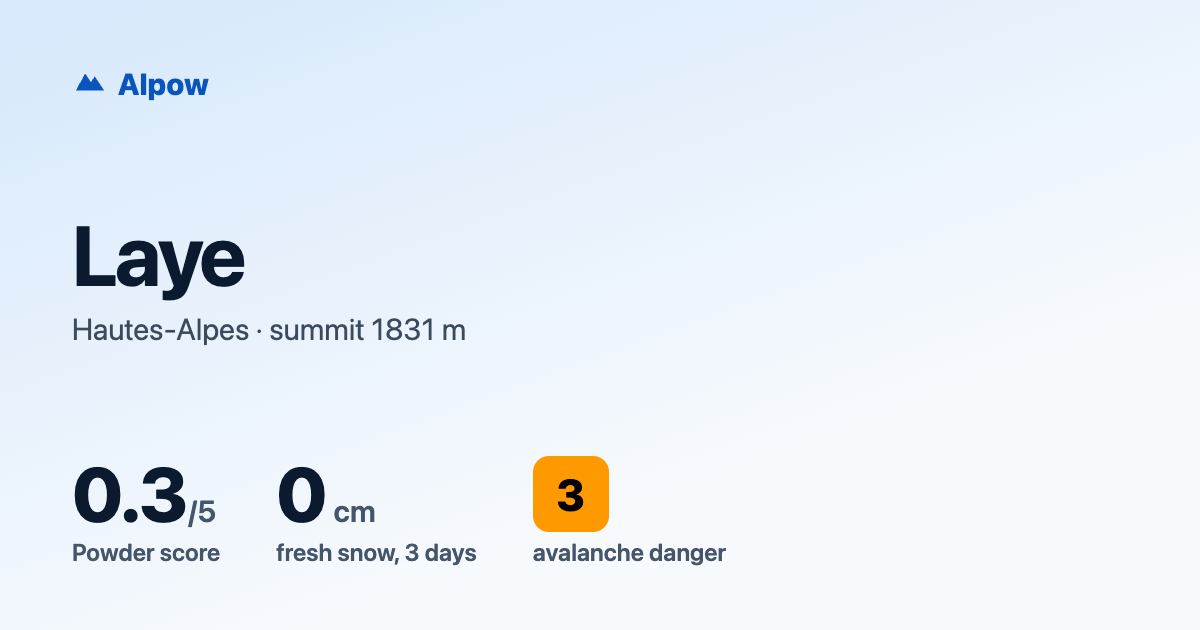 Alpow
Laye
Hautes-Alpes · summit 1831 m
0.3/5
Powder score
0 cm
fresh snow, 3 days
3
avalanche danger